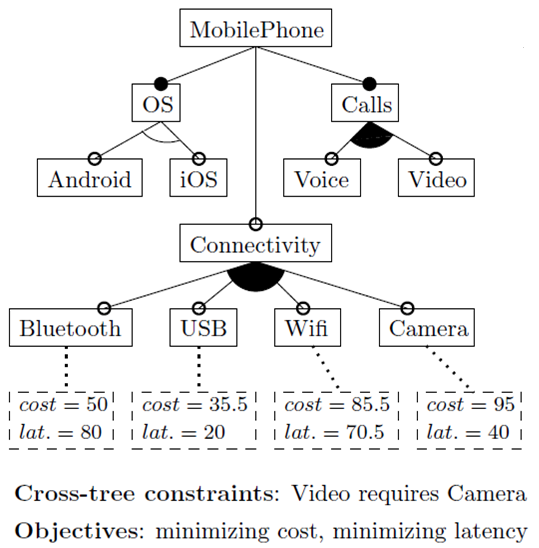 MobilePhone
OS
Calls
Android
iOS
Voice
Video
Connectivity
Bluetooth
USB
Wifi
Camera
cost = 50
lat. = 80
cost = 35.5
lat. = 20
cost = 85.5
lat. = 70.5
cost = 95
lat. = 40
Cross-tree constraints: Video requires Camera
Objectives: minimizing cost, minimizing latency